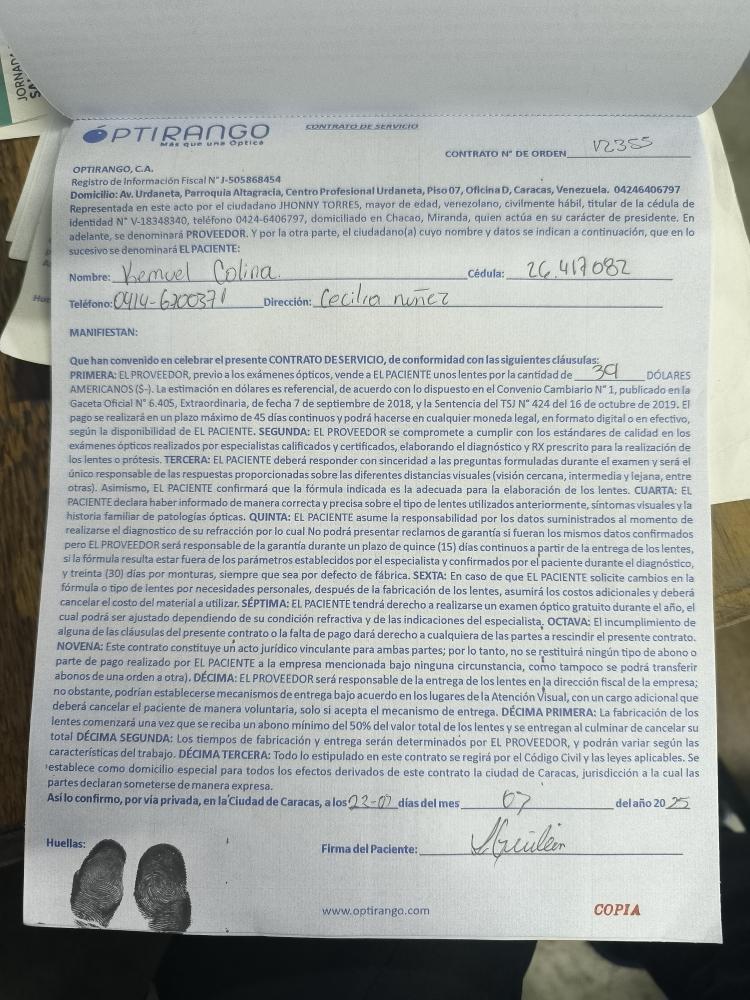 JORNADA
OPTIRANGO
Más que una Óptica
CONTRATO DE SERVICIO
CONTRATO N° DE ORDEN V2355
OPTIRANGO, C.A.
Registro de Información Fiscal N° J-505868454
Domicilio: Av. Urdaneta, Parroquia Altagracia, Centro Profesional Urdaneta, Piso 07, Oficina D, Caracas, Venezuela. 04246406797
Representada en este acto por el ciudadano JHONNY TORRES, mayor de edad, venezolano, civilmente hábil, titular de la cédula de
identidad N° V-18348340, teléfono 0424-6406797, domiciliado en Chacao, Miranda, quien actúa en su carácter de presidente. En
adelante, se denominará PROVEEDOR. Y por la otra parte, el ciudadano(a) cuyo nombre y datos se indican a continuación, que en lo
sucesivo se denominará EL PACIENTE:
Nombre: Kemuel Colina. Cédula: 26.417082
Teléfono: 0414-6200371 Dirección: Cecilia nuñez
MANIFIESTAN:
Que han convenido en celebrar el presente CONTRATO DE SERVICIO, de conformidad con las siguientes cláusulas:
PRIMERA: EL PROVEEDOR, previo a los exámenes ópticos, vende a EL PACIENTE unos lentes por la cantidad de 39 DÓLARES
AMERICANOS ($-). La estimación en dólares es referencial, de acuerdo con lo dispuesto en el Convenio Cambiario N° 1, publicado en la
Gaceta Oficial N° 6.405, Extraordinaria, de fecha 7 de septiembre de 2018, y la Sentencia del TSJ N° 424 del 16 de octubre de 2019. El
pago se realizará en un plazo máximo de 45 días continuos y podrá hacerse en cualquier moneda legal, en formato digital o en efectivo,
según la disponibilidad de EL PACIENTE. SEGUNDA: EL PROVEEDOR se compromete a cumplir con los estándares de calidad en los
exámenes ópticos realizados por especialistas calificados y certificados, elaborando el diagnóstico y RX prescrito para la realización de
los lentes o prótesis. TERCERA: EL PACIENTE deberá responder con sinceridad a las preguntas formuladas durante el examen y será el
único responsable de las respuestas proporcionadas sobre las diferentes distancias visuales (visión cercana, intermedia y lejana, entre
otras). Asimismo, EL PACIENTE confirmará que la fórmula indicada es la adecuada para la elaboración de los lentes. CUARTA: EL
PACIENTE declara haber informado de manera correcta y precisa sobre el tipo de lentes utilizados anteriormente, síntomas visuales y la
historia familiar de patologías ópticas. QUINTA: EL PACIENTE asume la responsabilidad por los datos suministrados al momento de
realizarse el diagnostico de su refracción por lo cual No podrá presentar reclamos de garantía si fueran los mismos datos confirmados
pero EL PROVEEDOR será responsable de la garantía durante un plazo de quince (15) días continuos a partir de la entrega de los lentes,
si la fórmula resulta estar fuera de los parámetros establecidos por el especialista y confirmados por el paciente durante el diagnóstico,
y treinta (30) días por monturas, siempre que sea por defecto de fábrica. SEXTA: En caso de que EL PACIENTE solicite cambios en la
fórmula o tipo de lentes por necesidades personales, después de la fabricación de los lentes, asumirá los costos adicionales y deberá
cancelar el costo del material a utilizar. SÉPTIMA: EL PACIENTE tendrá derecho a realizarse un examen óptico gratuito durante el año, el
cual podrá ser ajustado dependiendo de su condición refractiva y de las indicaciones del especialista. OCTAVA: El incumplimiento de
alguna de las cláusulas del presente contrato o la falta de pago dará derecho a cualquiera de las partes a rescindir el presente contrato.
NOVENA: Este contrato constituye un acto jurídico vinculante para ambas partes; por lo tanto, no se restituirá ningún tipo de abono o
parte de pago realizado por EL PACIENTE a la empresa mencionada bajo ninguna circunstancia, como tampoco se podrá transferir
abonos de una orden a otra). DÉCIMA: EL PROVEEDOR será responsable de la entrega de los lentes en la dirección fiscal de la empresa;
no obstante, podrían establecerse mecanismos de entrega bajo acuerdo en los lugares de la Atención Visual, con un cargo adicional que
deberá cancelar el paciente de manera voluntaria, solo si acepta el mecanismo de entrega. DÉCIMA PRIMERA: La fabricación de los
lentes comenzará una vez que se reciba un abono mínimo del 50% del valor total de los lentes y se entregan al culminar de cancelar su
total DÉCIMA SEGUNDA: Los tiempos de fabricación y entrega serán determinados por EL PROVEEDOR, y podrán variar según las
características del trabajo. DÉCIMA TERCERA: Todo lo estipulado en este contrato se regirá por el Código Civil y las leyes aplicables. Se
establece como domicilio especial para todos los efectos derivados de este contrato la ciudad de Caracas, jurisdicción a la cual las
partes declaran someterse de manera expresa.
Así lo confirmo, por vía privada, en la Ciudad de Caracas, a los 23-07 días del mes 07 del año 2025
Huellas:
Firma del Paciente:
www.optirango.com
COPIA